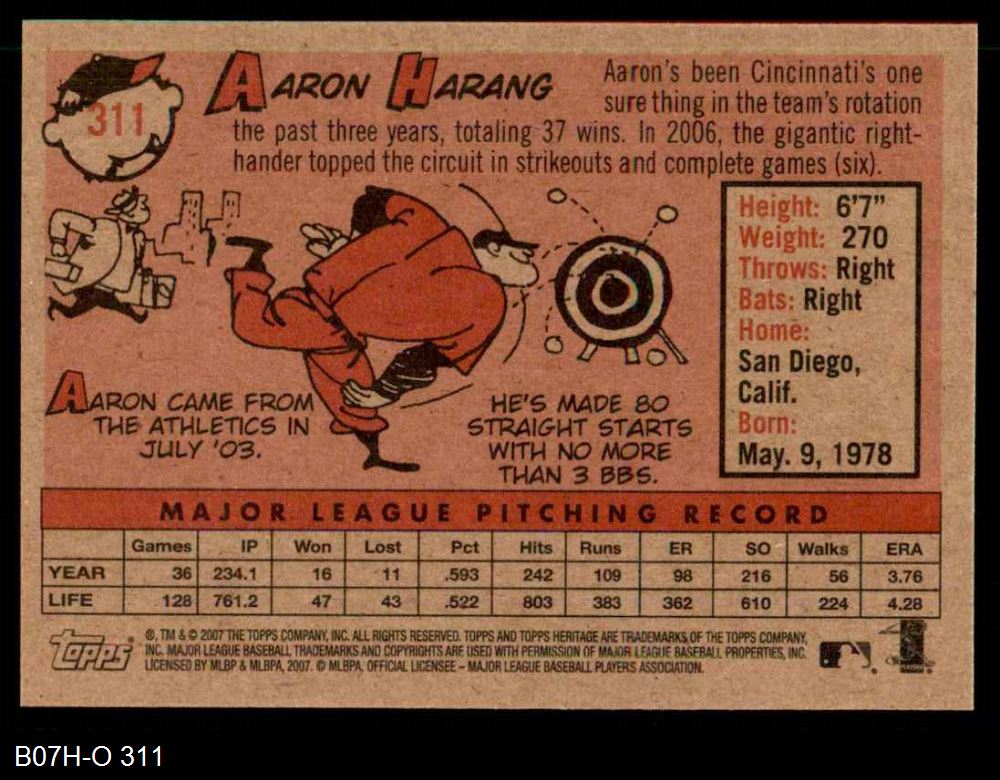 311
AARON HARANG
Aaron's been Cincinnati's one
sure thing in the team's rotation
the past three years, totaling 37 wins. In 2006, the gigantic right-
hander topped the circuit in strikeouts and complete games (six).
Height: 6'7"
Weight: 270
Throws: Right
Bats: Right
Home:
San Diego,
Calif.
Born:
May. 9, 1978
AARON CAME FROM
THE ATHLETICS IN
JULY '03.
HE'S MADE 80
STRAIGHT STARTS
WITH NO MORE
THAN 3 BBS.
MAJOR LEAGUE PITCHING RECORD
Games IP Won Lost Pct Hits Runs ER SO Walks ERA
YEAR 36 234.1 16 11 .593 242 109 98 216 56 3.76
LIFE 128 761.2 47 43 .522 803 383 362 610 224 4.28
Topps
®, TM & © 2007 THE TOPPS COMPANY, INC. ALL RIGHTS RESERVED. TOPPS AND TOPPS HERITAGE ARE TRADEMARKS OF THE TOPPS COMPANY,
INC. MAJOR LEAGUE BASEBALL TRADEMARKS AND COPYRIGHTS ARE USED WITH PERMISSION OF MAJOR LEAGUE BASEBALL PROPERTIES, INC.
LICENSED BY MLBP & MLBPA, 2007. © MLBPA, OFFICIAL LICENSEE – MAJOR LEAGUE BASEBALL PLAYERS ASSOCIATION.
B07H-O 311